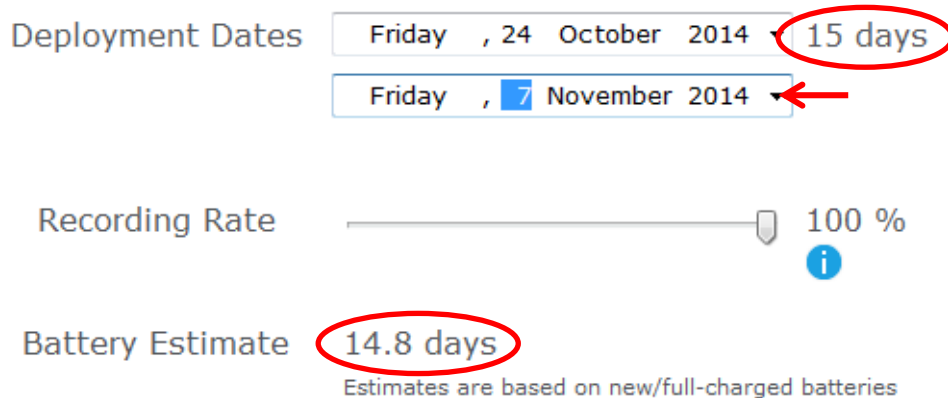 Deployment Dates Friday , 24 October 2014 15 days
Friday , 7 November 2014
Recording Rate 100 %
i
Battery Estimate 14.8 days
Estimates are based on new/full-charged batteries